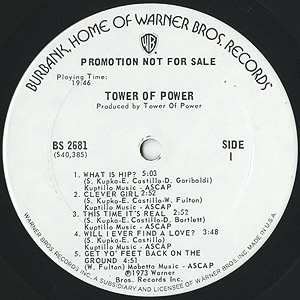 BURBANK, HOME OF WARNER BROS. RECORDS
WB
PROMOTION NOT FOR SALE
Playing Time:
19:46
TOWER OF POWER
Produced by Tower Of Power
BS 2681
(S40,385)
SIDE
1
1. WHAT IS HIP? 5:03
(S. Kupka-E. Castillo-D. Garibaldi)
Kuptillo Music - ASCAP
2. CLEVER GIRL 2:52
(S. Kupka-E. Castillo-W. Fulton)
Kuptillo Music - ASCAP
3. THIS TIME IT'S REAL 2:52
(S. Kupka-E. Castillo-D. Bartlett)
Kuptillo Music-ASCAP
4. WILL I EVER FIND A LOVE? 3:48
(S. Kupka-E. Castillo)
Kuptillo Music-ASCAP
5. GET YO' FEET BACK ON THE
GROUND 4:51
(W. Fulton) Moketto Music - ASCAP
℗1973 Warner
Bros. Records Inc.
WARNER BROS. RECORDS INC., A SUBSIDIARY AND LICENSEE OF WARNER BROS. INC.
MADE IN U.S.A.